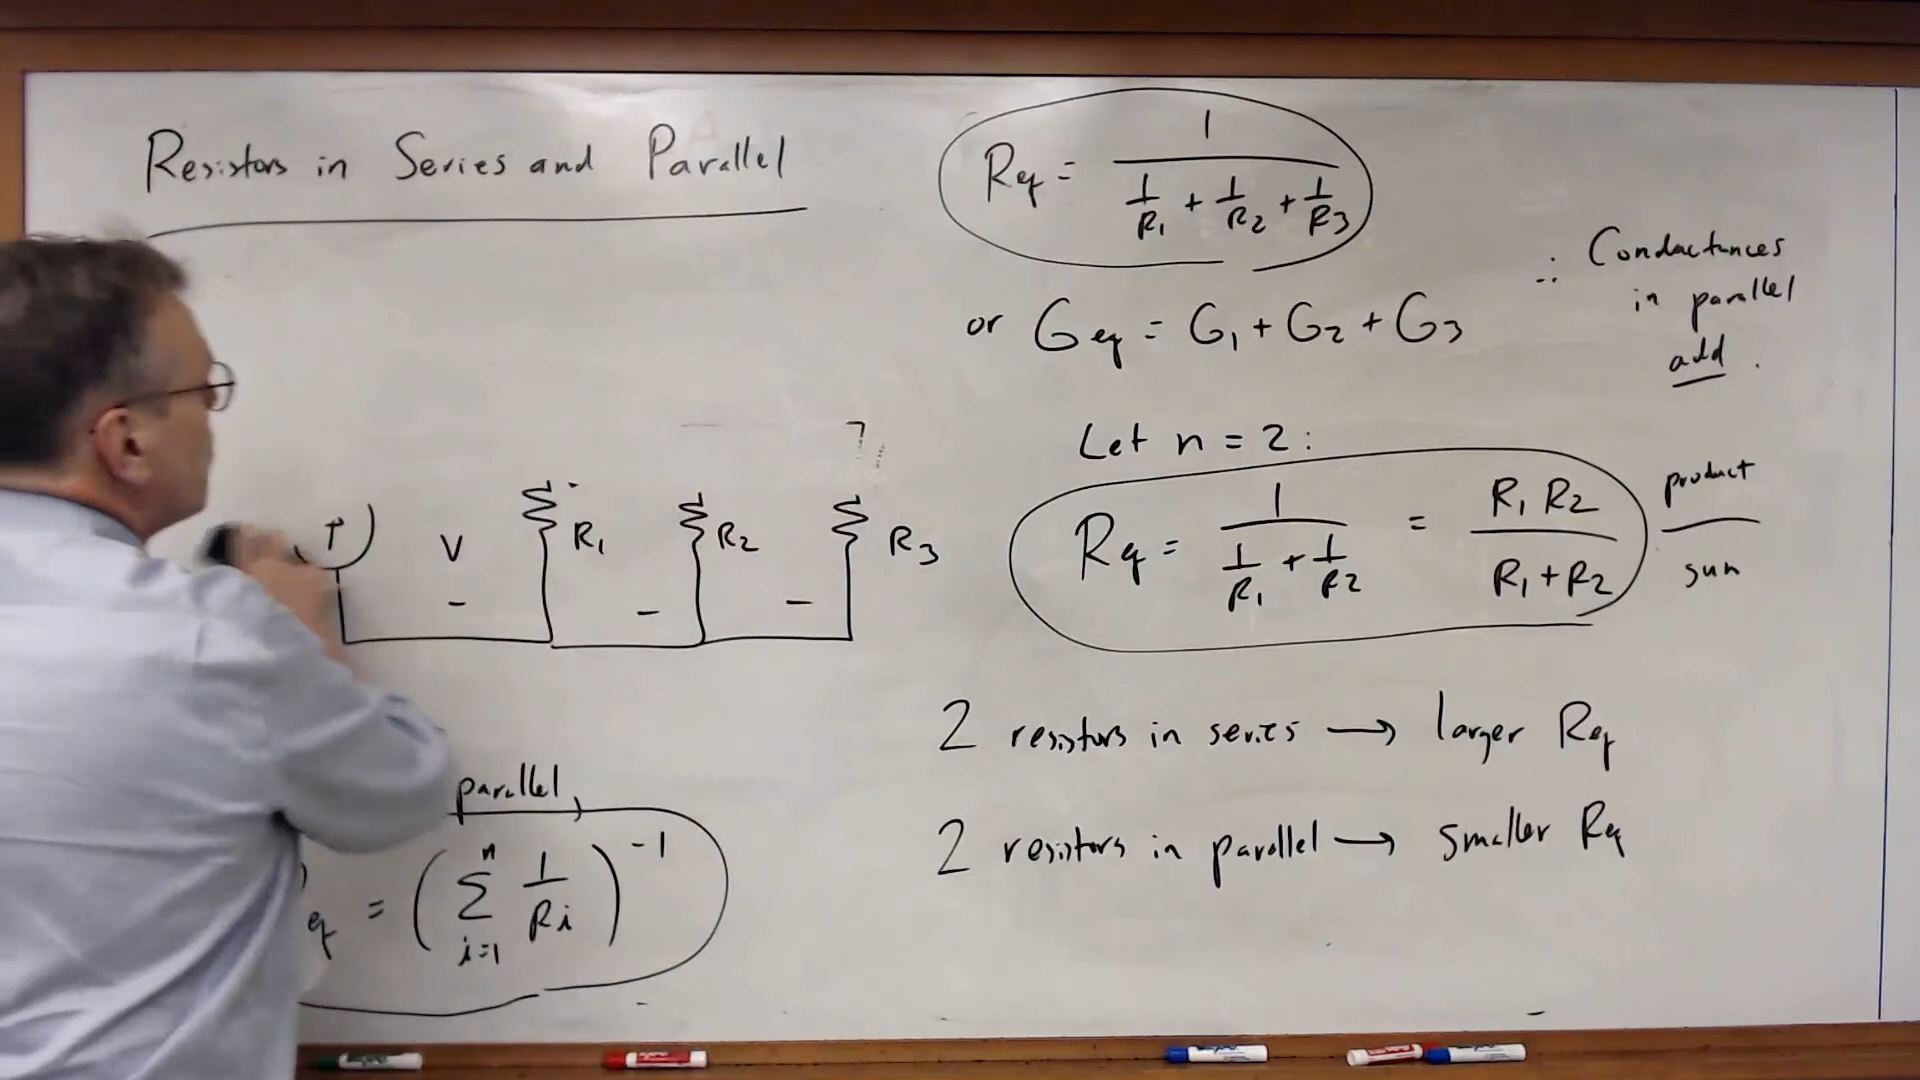 Resistors in Series and Parallel
V
R1
R2
R3
-
-
-
parallel,
eq = ( Σ i=1 n 1/Ri )^-1
Req = 1 / (1/R1 + 1/R2 + 1/R3)
or Geq = G1 + G2 + G3
∴ Conductances
in parallel
add.
Let n = 2:
Req = 1 / (1/R1 + 1/R2) = R1 R2 / (R1 + R2)
product
sum
2 resistors in series → larger Req
2 resistors in parallel → smaller Req